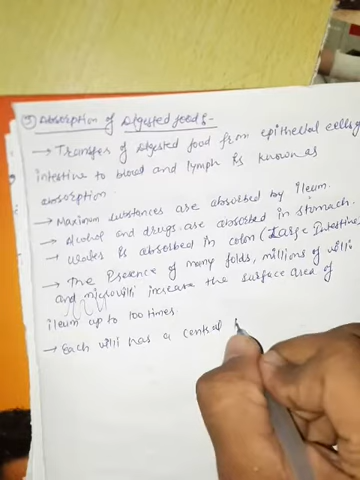 ③ Absorption of Digested food :-
→ Transfer of Digested food from epithelial cells of
intestine to blood and lymph is known as
absorption.
→ Maximum substances are absorbed by ileum.
→ Alcohol and drugs are absorbed in stomach.
→ Water is absorbed in colon (Large Intestine
→ The presence of many folds, millions of villi
and microvilli increase the surface area of
ileum up to 100 times.
→ Each villi has a central